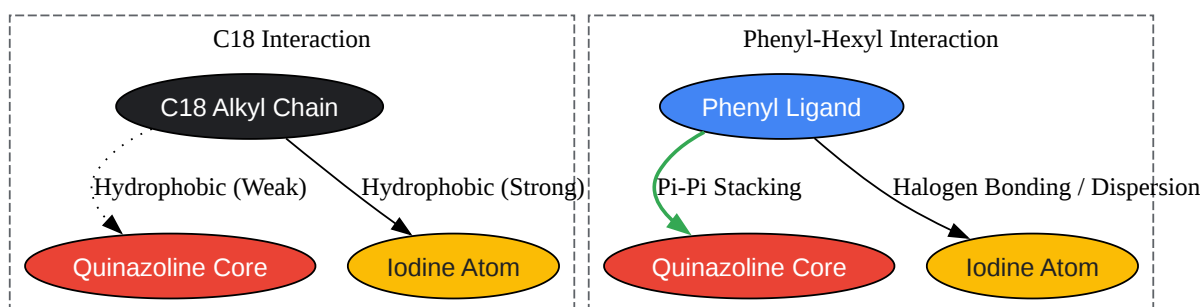 C18 Interaction
C18 Alkyl Chain
Hydrophobic (Weak)
Hydrophobic (Strong)
Quinazoline Core
Iodine Atom
Phenyl-Hexyl Interaction
Phenyl Ligand
Pi-Pi Stacking
Halogen Bonding / Dispersion
Quinazoline Core
Iodine Atom